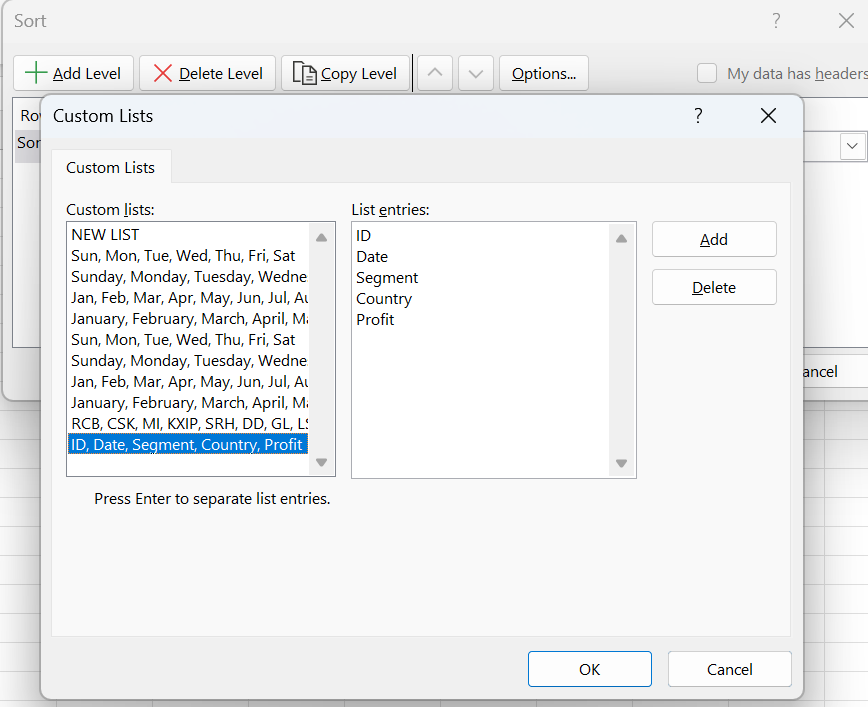 Sort
?
Add Level
Delete Level
Copy Level
Options...
My data has headers
Custom Lists
?
Custom Lists
Custom lists:
NEW LIST
Sun, Mon, Tue, Wed, Thu, Fri, Sat
Sunday, Monday, Tuesday, Wedne
Jan, Feb, Mar, Apr, May, Jun, Jul, Au
January, February, March, April, Ma
Sun, Mon, Tue, Wed, Thu, Fri, Sat
Sunday, Monday, Tuesday, Wedne
Jan, Feb, Mar, Apr, May, Jun, Jul, Au
January, February, March, April, Ma
RCB, CSK, MI, KXIP, SRH, DD, GL, LS
ID, Date, Segment, Country, Profit
Press Enter to separate list entries.
List entries:
ID
Date
Segment
Country
Profit
Add
Delete
OK
Cancel